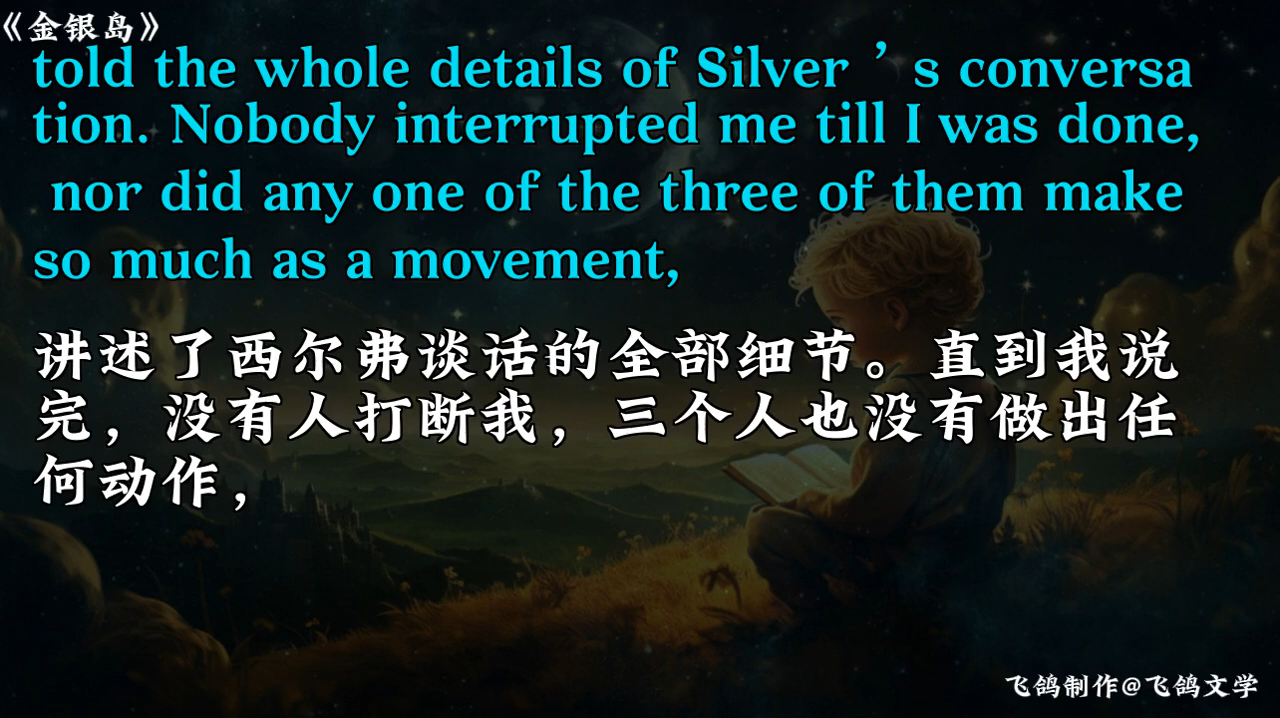 《金银岛》
told the whole details of Silver ’ s conversa
tion. Nobody interrupted me till I was done,
nor did any one of the three of them make
so much as a movement,
讲述了西尔弗谈话的全部细节。直到我说
完，没有人打断我，三个人也没有做出任
何动作，
飞鸽制作@飞鸽文学